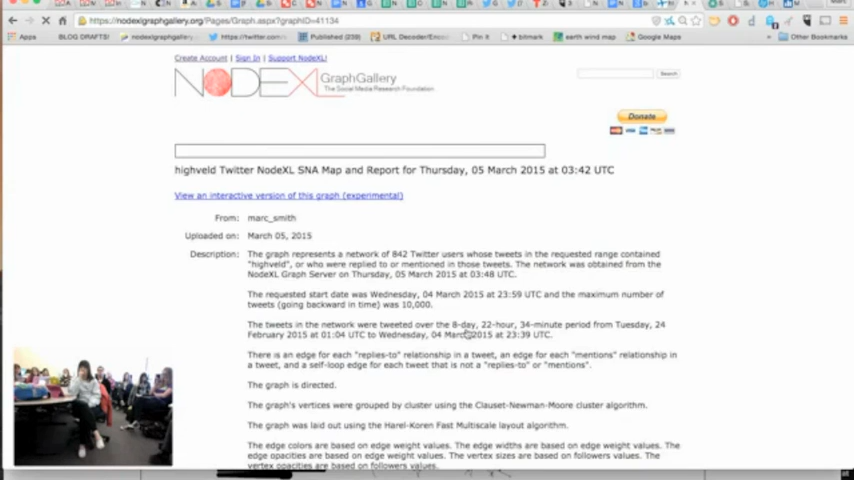 https://nodexlgraphgallery.org/Pages/Graph.aspx?graphID=41134
Apps BLOG DRAFTS! nodexlgraphgallery. https://twitter.com/ Published (239) URL Decoder/Enco Pin It + bitmark earth wind map Google Maps Other Bookmarks
Create Account | Sign In | Support NodeXL!
NODEXL GraphGallery
The Social Media Research Foundation
Search
Donate
highveld Twitter NodeXL SNA Map and Report for Thursday, 05 March 2015 at 03:42 UTC
View an interactive version of this graph (experimental)
From: marc_smith
Uploaded on: March 05, 2015
Description: The graph represents a network of 842 Twitter users whose tweets in the requested range contained
"highveld", or who were replied to or mentioned in those tweets. The network was obtained from the
NodeXL Graph Server on Thursday, 05 March 2015 at 03:48 UTC.
The requested start date was Wednesday, 04 March 2015 at 23:59 UTC and the maximum number of
tweets (going backward in time) was 10,000.
The tweets in the network were tweeted over the 8-day, 22-hour, 34-minute period from Tuesday, 24
February 2015 at 01:04 UTC to Wednesday, 04 March 2015 at 23:39 UTC.
There is an edge for each "replies-to" relationship in a tweet, an edge for each "mentions" relationship in
a tweet, and a self-loop edge for each tweet that is not a "replies-to" or "mentions".
The graph is directed.
The graph's vertices were grouped by cluster using the Clauset-Newman-Moore cluster algorithm.
The graph was laid out using the Harel-Koren Fast Multiscale layout algorithm.
The edge colors are based on edge weight values. The edge widths are based on edge weight values. The
edge opacities are based on edge weight values. The vertex sizes are based on followers values. The
vertex opacities are based on followers values.